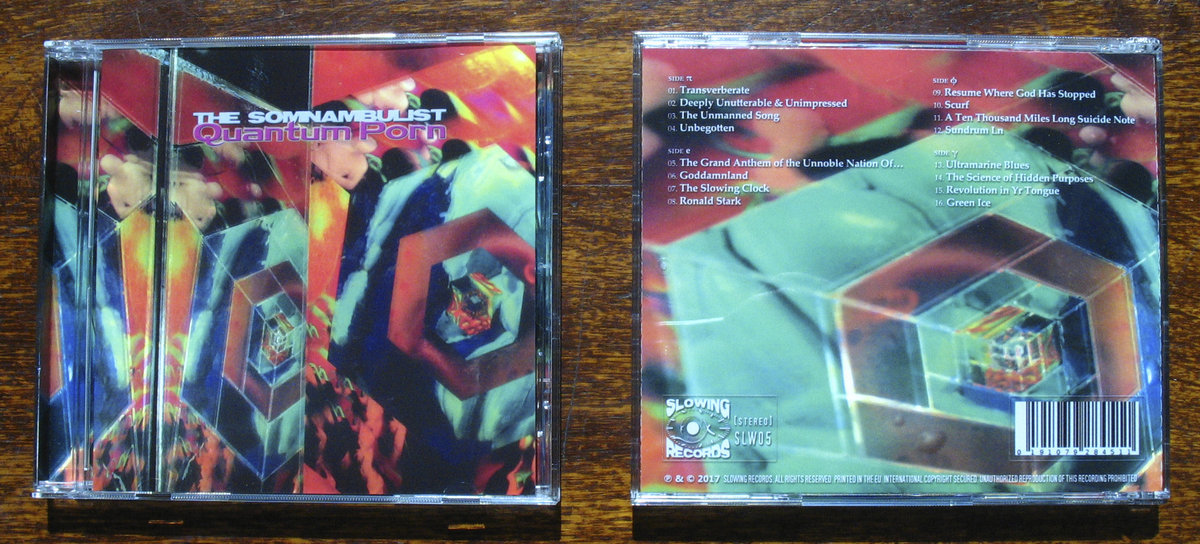 THE SOMNAMBULIST
Quantum Porn
SIDE π
01. Transverberate
02. Deeply Unutterable & Unimpressed
03. The Unmanned Song
04. Unbegotten
SIDE e
05. The Grand Anthem of the Unnoble Nation Of...
06. Goddamnland
07. The Slowing Clock
08. Ronald Stark
SIDE ϕ
09. Resume Where God Has Stopped
10. Scurf
11. A Ten Thousand Miles Long Suicide Note
12. Sundrum Ln
SIDE γ
13. Ultramarine Blues
14. The Science of Hidden Purposes
15. Revolution in Yr Tongue
16. Green Ice
SLOWING
RECORDS
[STEREO]
SLW05
℗ & © 2017 SLOWING RECORDS. ALL RIGHTS RESERVED. PRINTED IN THE EU. INTERNATIONAL COPYRIGHT SECURED. UNAUTHORIZED REPRODUCTION OF THIS RECORDING PROHIBITED